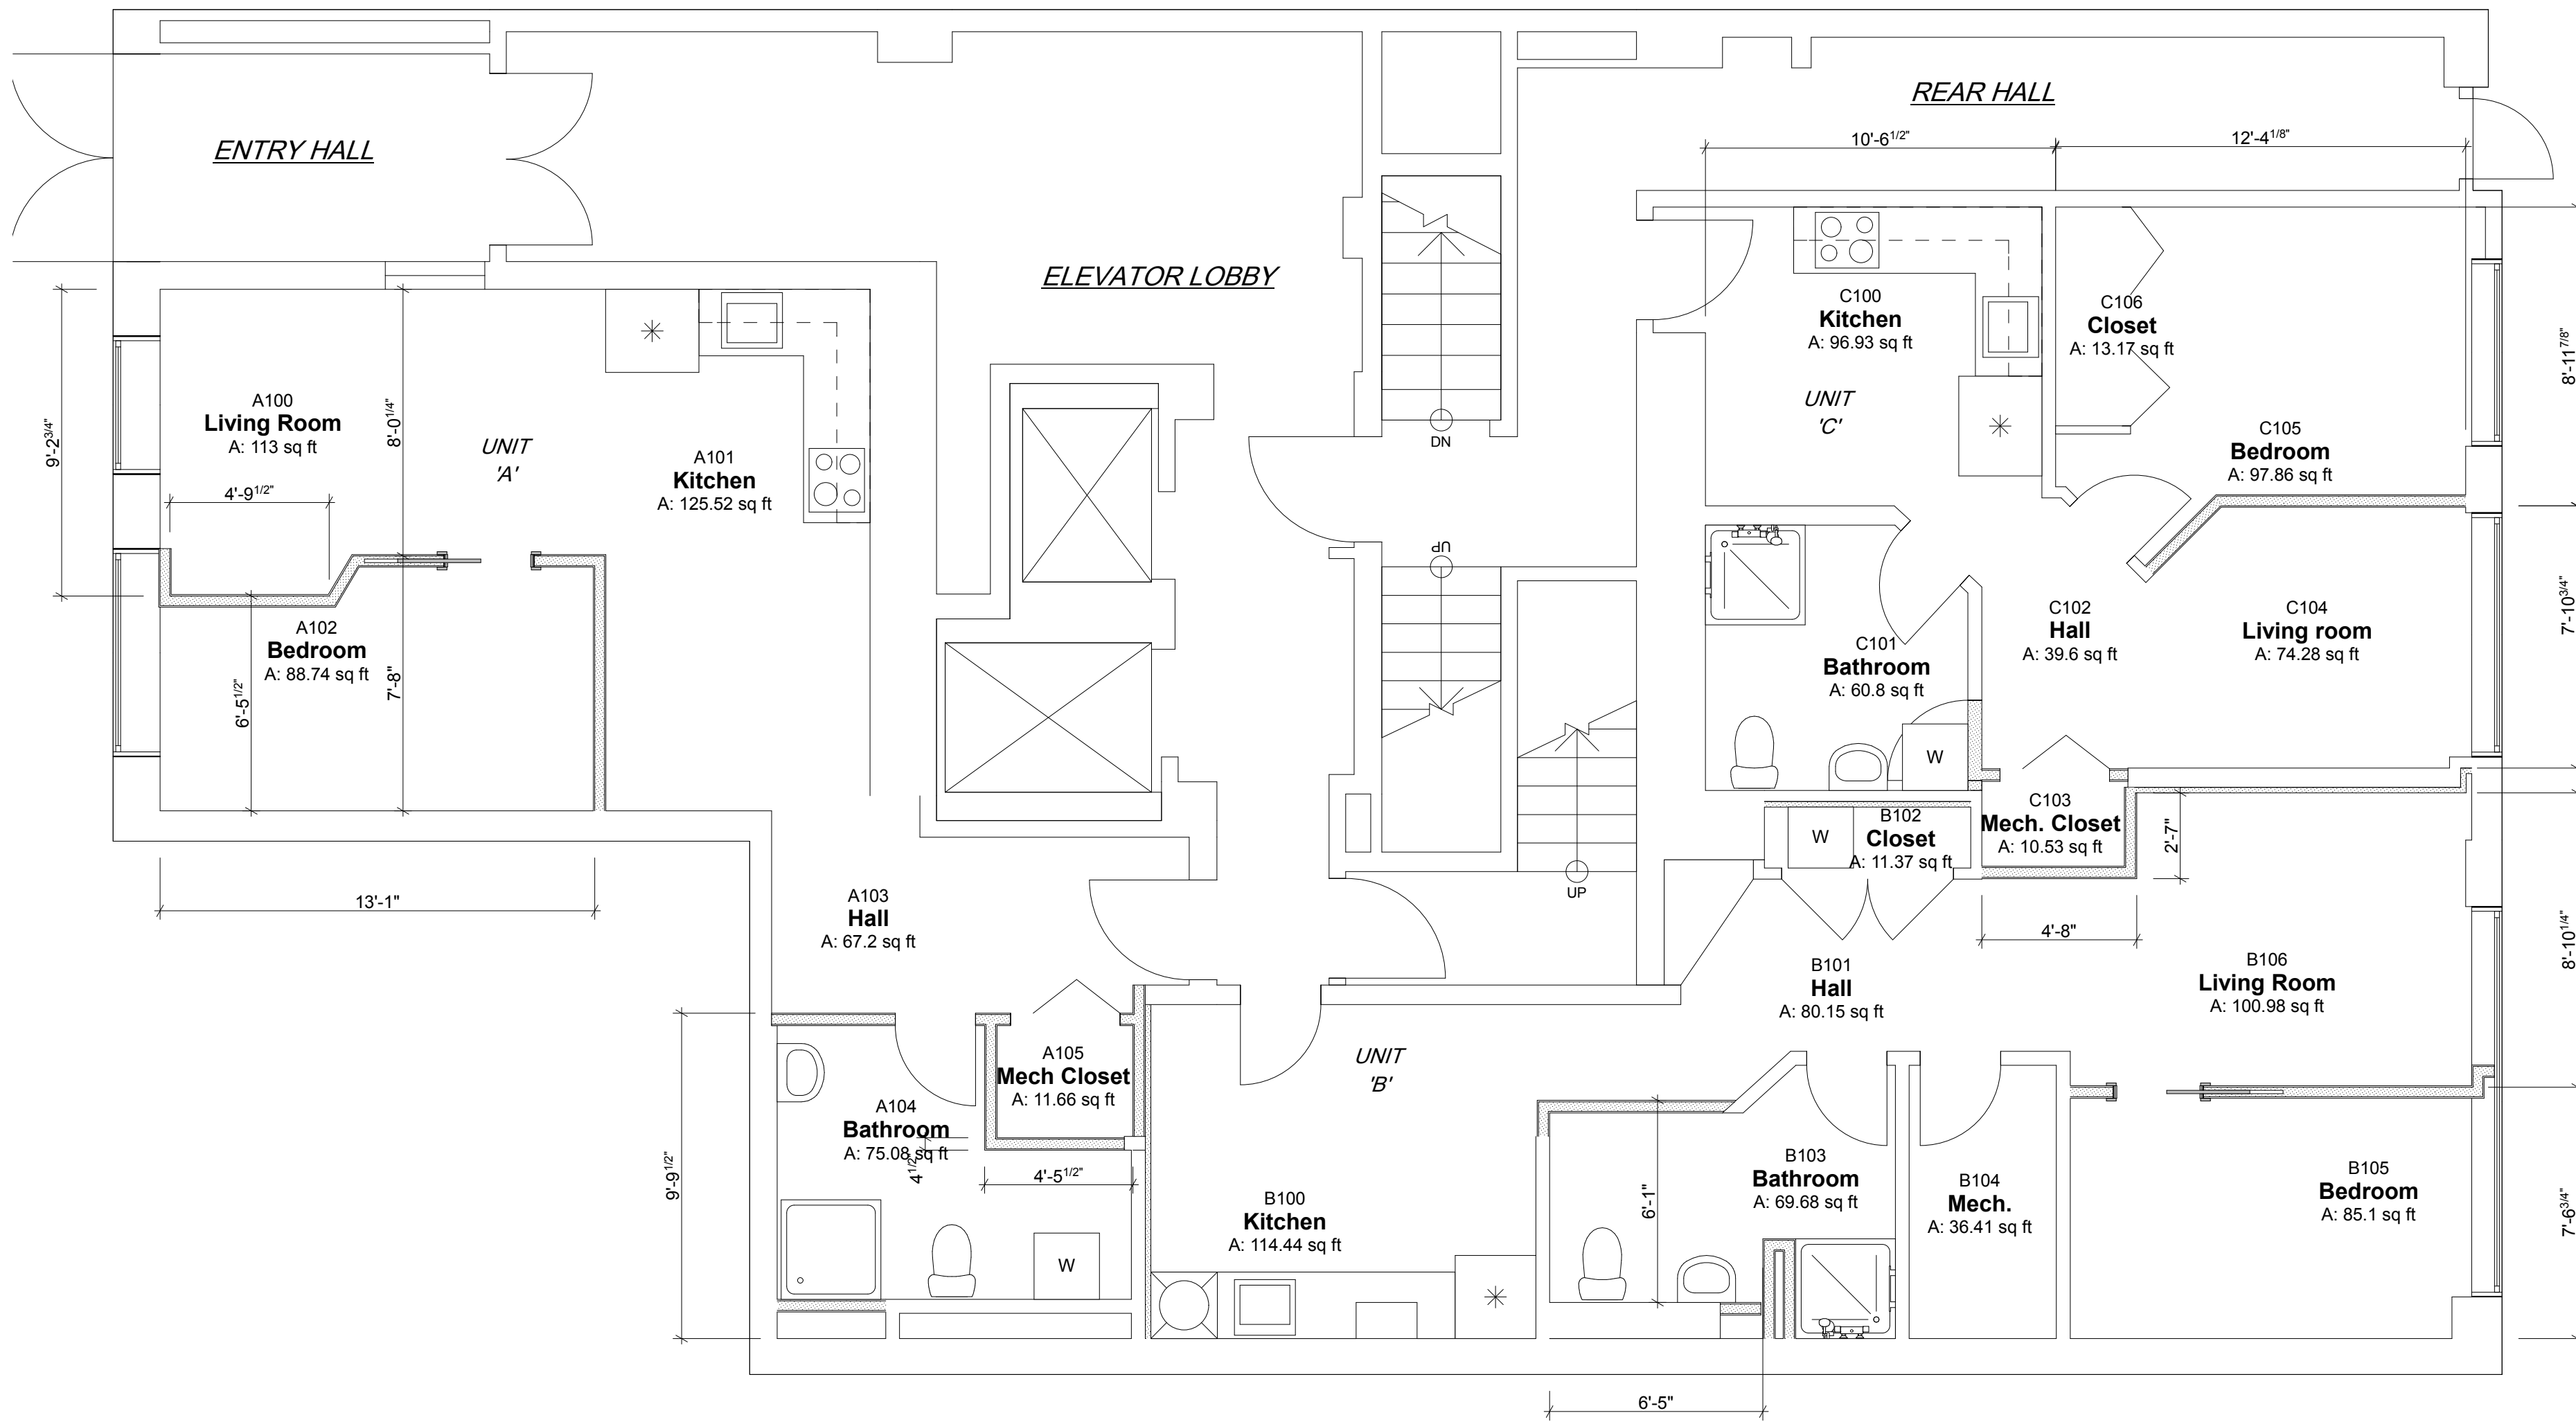 REAR HALL
10'-6 1/2"
12'-4 1/8"
ENTRY HALL
ELEVATOR LOBBY
C100
Kitchen
A: 96.93 sq ft
C106
Closet
A: 13.17 sq ft
8'-11 7/8"
UNIT
'C'
A100
Living Room
A: 113 sq ft
9'-2 3/4"
8'-0 1/4"
4'-9 1/2"
UNIT
'A'
A101
Kitchen
A: 125.52 sq ft
DN
C105
Bedroom
A: 97.86 sq ft
UP
A102
Bedroom
A: 88.74 sq ft
6'-5 1/2"
7'-8"
C101
Bathroom
A: 60.8 sq ft
C102
Hall
A: 39.6 sq ft
C104
Living room
A: 74.28 sq ft
7'-10 3/4"
W
C103
Mech. Closet
A: 10.53 sq ft
2'-7"
W
B102
Closet
A: 11.37 sq ft
UP
13'-1"
A103
Hall
A: 67.2 sq ft
4'-8"
8'-10 1/4"
B101
Hall
A: 80.15 sq ft
B106
Living Room
A: 100.98 sq ft
UNIT
'B'
A105
Mech Closet
A: 11.66 sq ft
A104
Bathroom
A: 75.08 sq ft
4 1/2"
4'-5 1/2"
9'-9 1/2"
W
B100
Kitchen
A: 114.44 sq ft
6'-1"
B103
Bathroom
A: 69.68 sq ft
B104
Mech.
A: 36.41 sq ft
B105
Bedroom
A: 85.1 sq ft
7'-6 3/4"
6'-5"